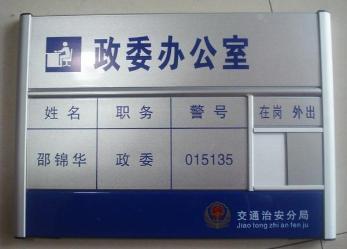 政委办公室
姓名 职务 警号 在岗 外出
邵锦华 政委 015135
交通治安分局
Jiao tong zhi an fen ju